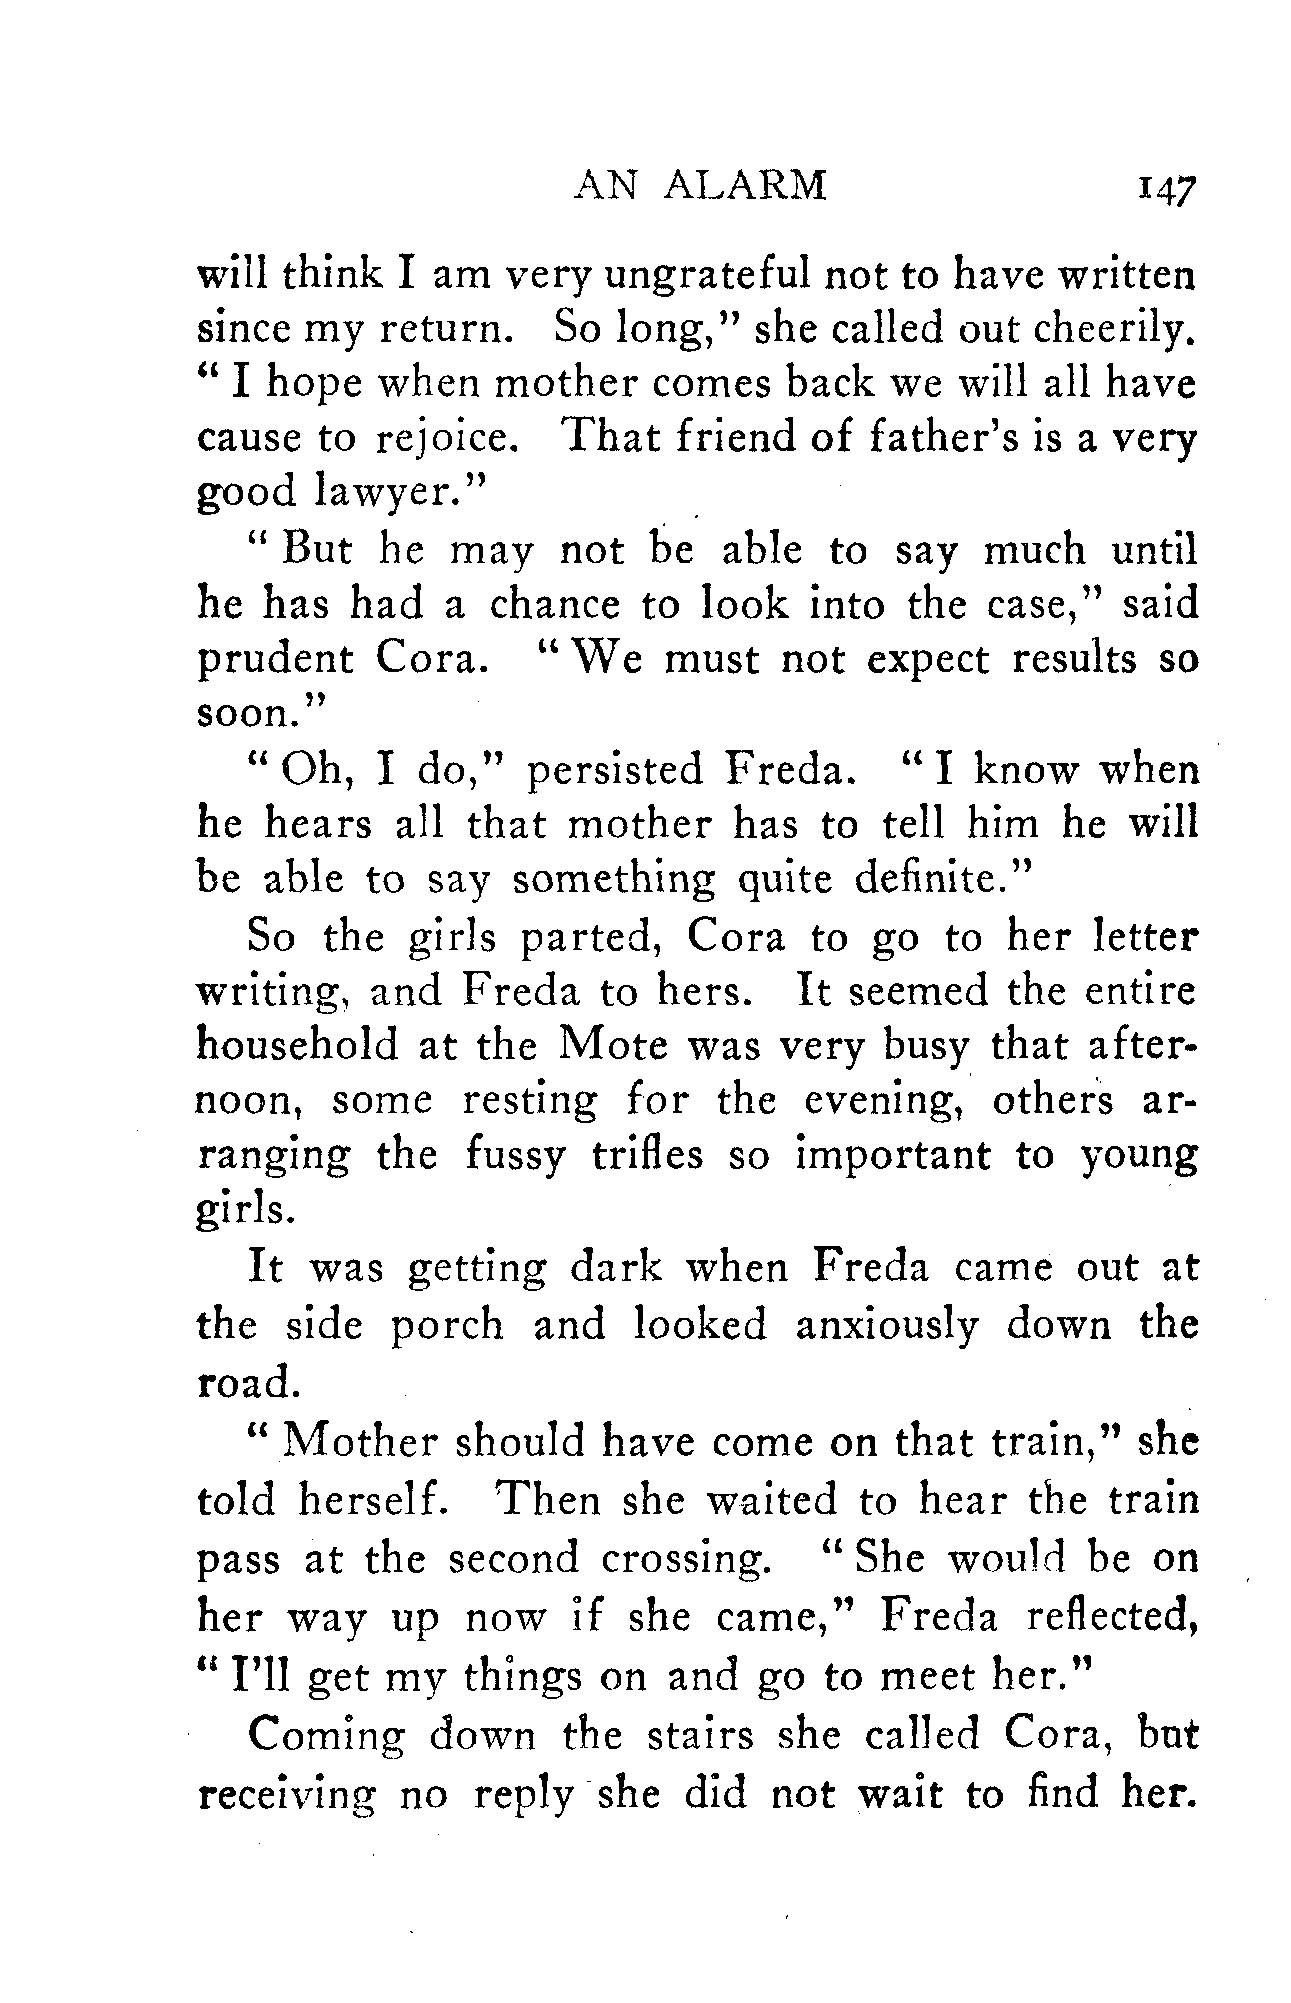 AN ALARM 147
will think I am very ungrateful not to have written
since my return. So long," she called out cheerily.
" I hope when mother comes back we will all have
cause to rejoice. That friend of father's is a very
good lawyer."
" But he may not be able to say much until
he has had a chance to look into the case," said
prudent Cora. " We must not expect results so
soon."
" Oh, I do," persisted Freda. " I know when
he hears all that mother has to tell him he will
be able to say something quite definite."
So the girls parted, Cora to go to her letter
writing, and Freda to hers. It seemed the entire
household at the Mote was very busy that after-
noon, some resting for the evening, others ar-
ranging the fussy trifles so important to young
girls.
It was getting dark when Freda came out at
the side porch and looked anxiously down the
road.
" Mother should have come on that train," she
told herself. Then she waited to hear the train
pass at the second crossing. " She would be on
her way up now if she came," Freda reflected,
" I'll get my things on and go to meet her."
Coming down the stairs she called Cora, but
receiving no reply she did not wait to find her.